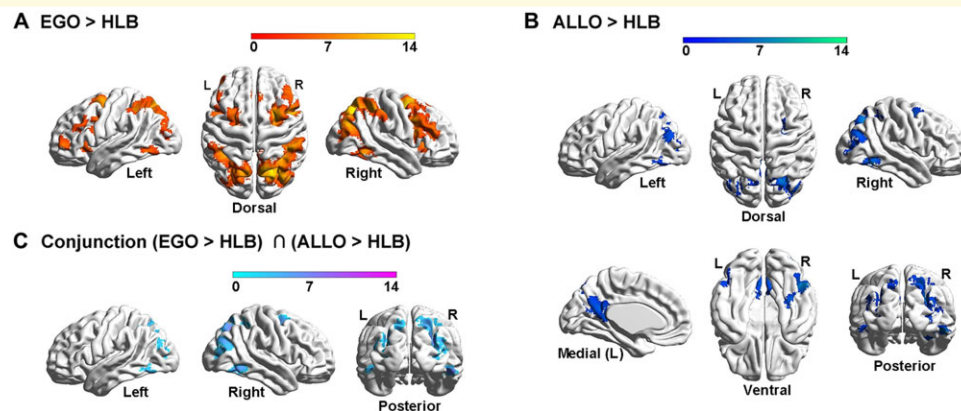 A EGO > HLB
0 7 14
L R
Left
Dorsal
Right
B ALLO > HLB
0 7 14
L R
Left
Dorsal
Right
L R
Medial (L)
Ventral
L R
Posterior
C Conjunction (EGO > HLB) ∩ (ALLO > HLB)
0 7 14
L R
Left
Right
Posterior